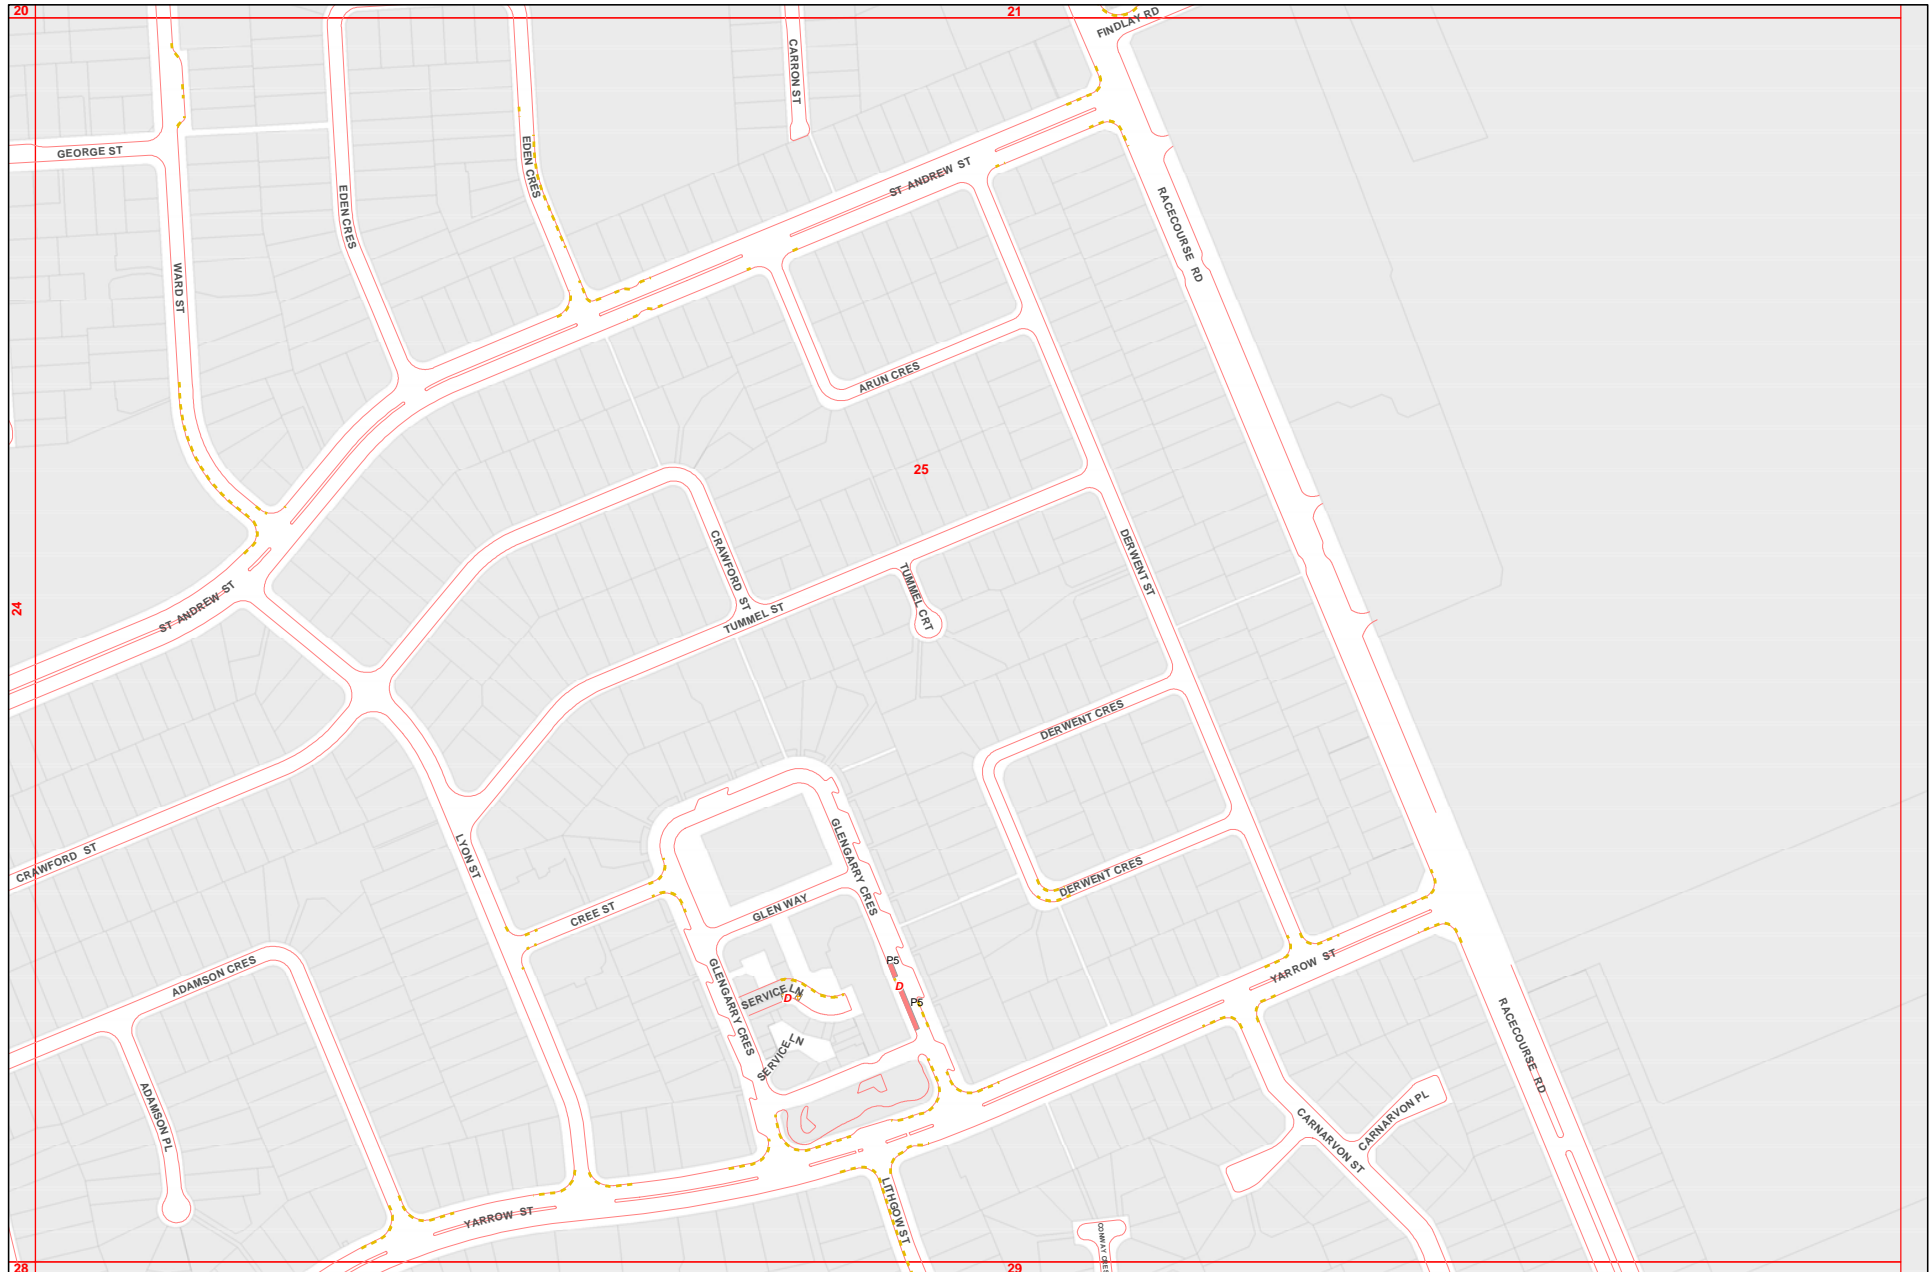 20
21
FINDLAY RD
CARRON ST
GEORGE ST
EDEN CRES
EDEN CRES
ST ANDREW ST
RACECOURSE RD
WARD ST
ARUN CRES
25
CRAWFORD ST
DERWENT ST
TUMMEL CRT
24
ST ANDREW ST
TUMMEL ST
DERWENT CRES
CRAWFORD ST
LYON ST
GLENGARRY CRES
DERWENT CRES
GLEN WAY
CREE ST
ADAMSON CRES
P5
YARROW ST
GLENGARRY CRES
SERVICE LN
D
D
P5
RACECOURSE RD
SERVICE LN
ADAMSON PL
CARNARVON PL
CARNARVON ST
LITHGOW ST
YARROW ST
CONWAY CRES
28
29